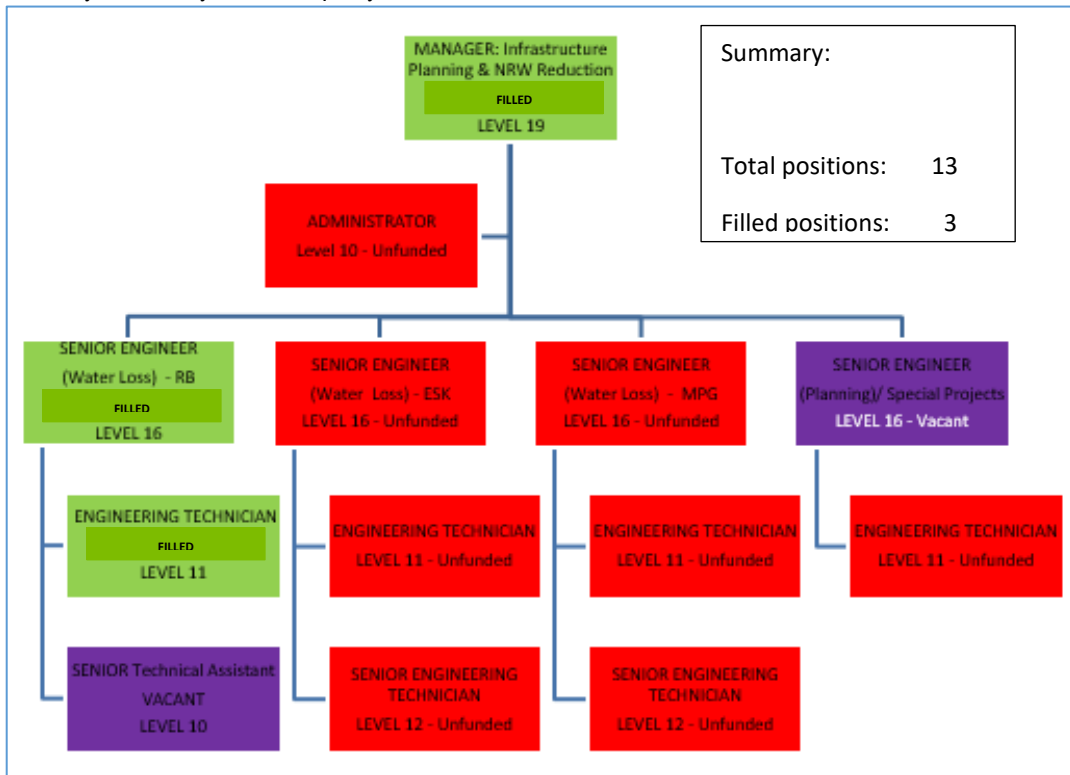 MANAGER: Infrastructure
Planning & NRW Reduction
FILLED
LEVEL 19
Summary:
Total positions: 13
Filled positions: 3
ADMINISTRATOR
Level 10 - Unfunded
SENIOR ENGINEER
(Water Loss) - RB
FILLED
LEVEL 16
SENIOR ENGINEER
(Water Loss) - ESK
LEVEL 16 - Unfunded
SENIOR ENGINEER
(Water Loss) - MPG
LEVEL 16 - Unfunded
SENIOR ENGINEER
(Planning)/ Special Projects
LEVEL 16 - Vacant
ENGINEERING TECHNICIAN
FILLED
LEVEL 11
ENGINEERING TECHNICIAN
LEVEL 11 - Unfunded
ENGINEERING TECHNICIAN
LEVEL 11 - Unfunded
ENGINEERING TECHNICIAN
LEVEL 11 - Unfunded
SENIOR Technical Assistant
VACANT
LEVEL 10
SENIOR ENGINEERING
TECHNICIAN
LEVEL 12 - Unfunded
SENIOR ENGINEERING
TECHNICIAN
LEVEL 12 - Unfunded